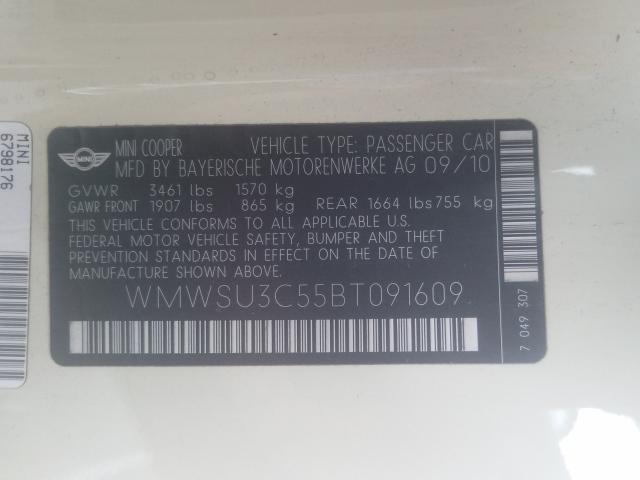 MINI
6798176
MINI
MINI COOPER VEHICLE TYPE: PASSENGER CAR
MFD BY BAYERISCHE MOTORENWERKE AG 09/10
GVWR 3461 lbs 1570 kg
GAWR FRONT 1907 lbs 865 kg REAR 1664 lbs 755 kg
THIS VEHICLE CONFORMS TO ALL APPLICABLE U.S.
FEDERAL MOTOR VEHICLE SAFETY, BUMPER AND THEFT
PREVENTION STANDARDS IN EFFECT ON THE DATE OF
MANUFACTURE SHOWN ABOVE.
WMWSU3C55BT091609
7 049 307